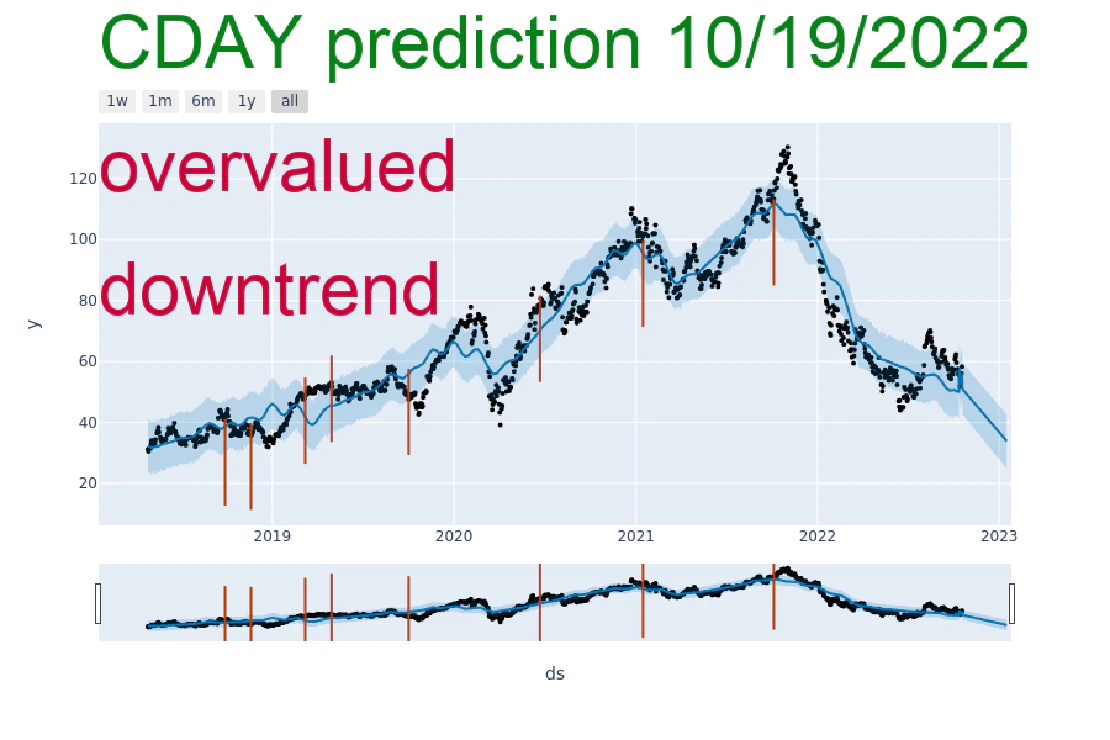 CDAY prediction 10/19/2022
1w 1m 6m 1y all
overvalued
downtrend
120
100
80
60
40
20
y
2019 2020 2021 2022 2023
ds